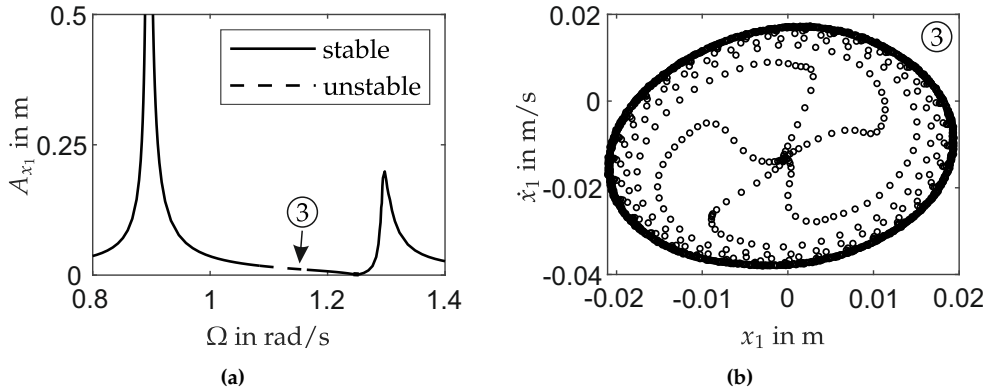 0.5
0.25
0
A_{x_1} in m
stable
unstable
3
0.8
1
1.2
1.4
Ω in rad/s
(a)
0.02
0
-0.02
-0.04
ẋ_1 in m/s
3
-0.02
-0.01
0
0.01
0.02
x_1 in m
(b)